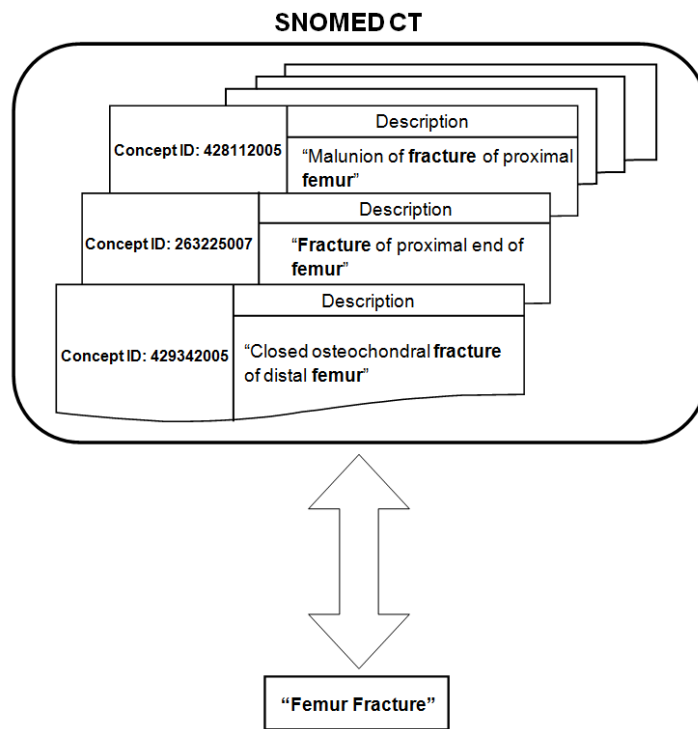 SNOMED CT
Description
Concept ID: 428112005
“Malunion of fracture of proximal
femur”
Description
Concept ID: 263225007
“Fracture of proximal end of
femur”
Description
Concept ID: 429342005
“Closed osteochondral fracture
of distal femur”
“Femur Fracture”